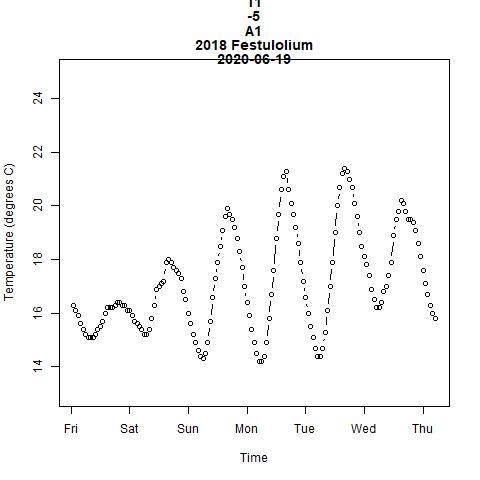 T1
-5
A1
2018 Festulolium
2020-06-19
Temperature (degrees C)
24
22
20
18
16
14
Fri Sat Sun Mon Tue Wed Thu
Time